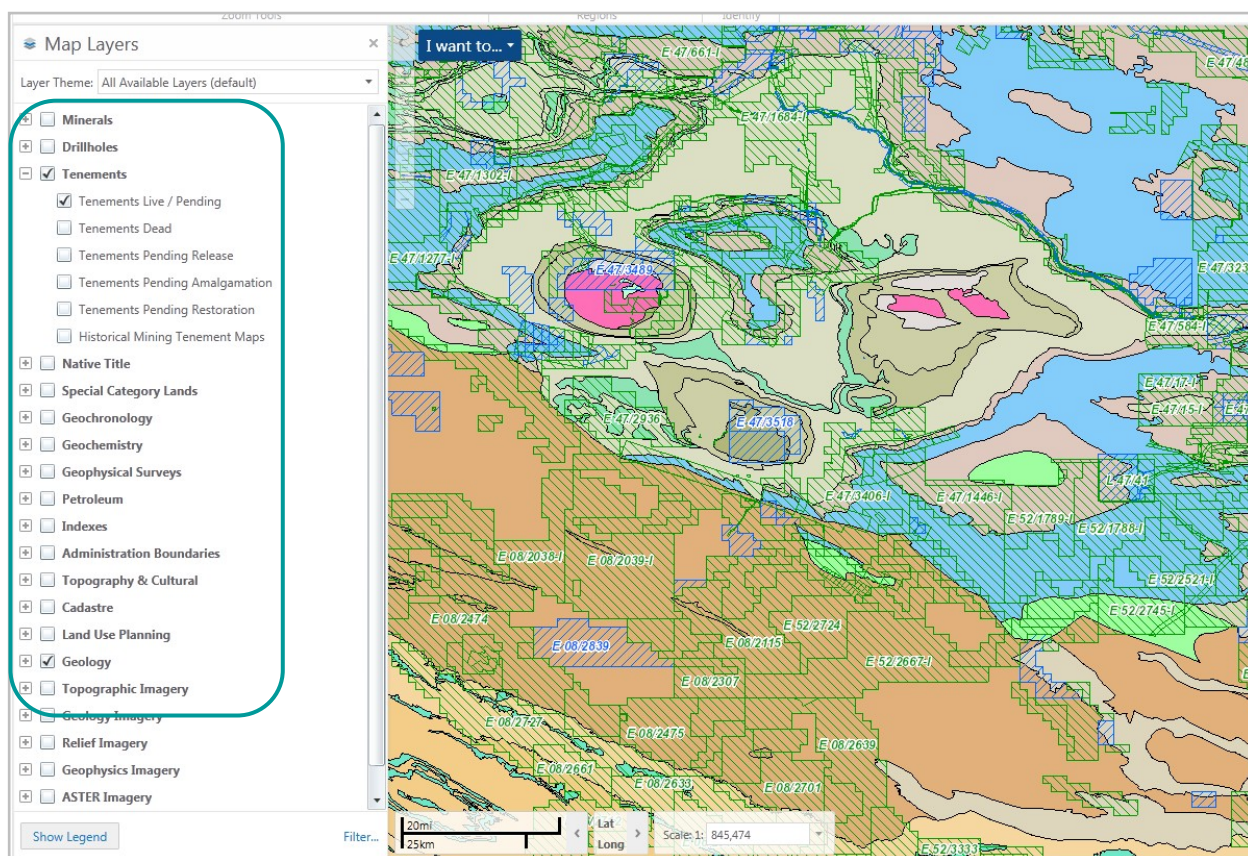 Zoom Tools
Regions
Identify
Map Layers
Layer Theme: All Available Layers (default)
Minerals
Drillholes
Tenements
Tenements Live / Pending
Tenements Dead
Tenements Pending Release
Tenements Pending Amalgamation
Tenements Pending Restoration
Historical Mining Tenement Maps
Native Title
Special Category Lands
Geochronology
Geochemistry
Geophysical Surveys
Petroleum
Indexes
Administration Boundaries
Topography & Cultural
Cadastre
Land Use Planning
Geology
Topographic Imagery
Geology Imagery
Relief Imagery
Geophysics Imagery
ASTER Imagery
Show Legend
Filter...
I want to...
E 47/661-I
E 47/1684-I
E 47/1302-I
E 47/1277-I
E 47/3489
E 47/584-I
E 47/17-I
E 47/15-I
E 47/2936
E 47/3518
L 47/41
E 47/3406-I
E 47/1446-I
E 52/1789-I
E 52/1788-I
E 08/2038-I
E 08/2039-I
E 52/2521-I
E 52/2745-I
E 08/2474
E 52/2724
E 08/2839
E 08/2115
E 52/2667-I
E 08/2307
E 08/2727
E 08/2475
E 08/2639
E 08/2661
E 08/2633
E 08/2701
E 52/3333
20mi
25km
Lat
Long
Scale: 1: 845,474